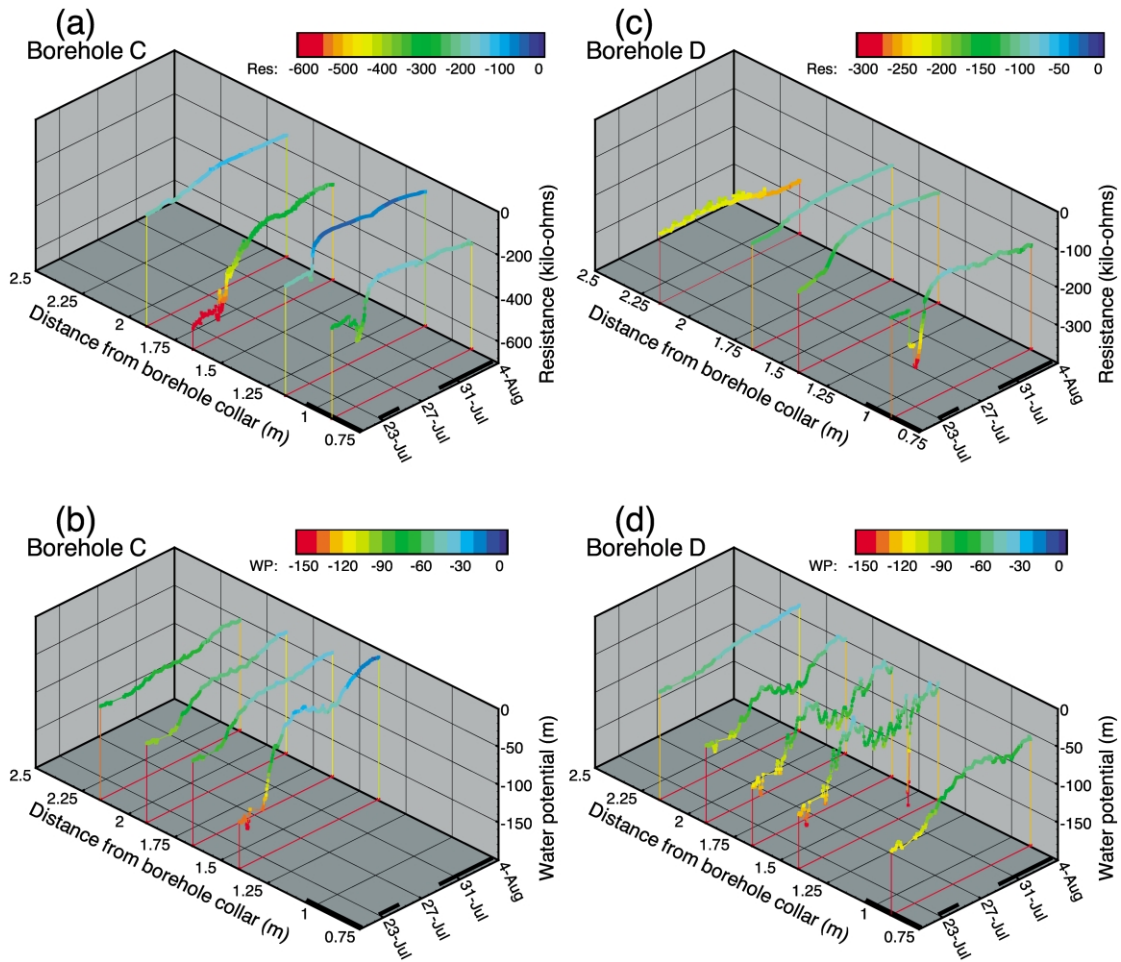 (a)
Borehole C
Res: -600 -500 -400 -300 -200 -100 0
0
-200
-400
-600
Resistance (kilo-ohms)
2.5
2.25
2
1.75
1.5
1.25
1
0.75
Distance from borehole collar (m)
23-Jul
27-Jul
31-Jul
4-Aug
(c)
Borehole D
Res: -300 -250 -200 -150 -100 -50 0
0
-100
-200
-300
Resistance (kilo-ohms)
2.5
2.25
2
1.75
1.5
1.25
1
0.75
Distance from borehole collar (m)
23-Jul
27-Jul
31-Jul
4-Aug
(b)
Borehole C
WP: -150 -120 -90 -60 -30 0
0
-50
-100
-150
Water potential (m)
2.5
2.25
2
1.75
1.5
1.25
1
0.75
Distance from borehole collar (m)
23-Jul
27-Jul
31-Jul
4-Aug
(d)
Borehole D
WP: -150 -120 -90 -60 -30 0
0
-50
-100
-150
Water potential (m)
2.5
2.25
2
1.75
1.5
1.25
1
0.75
Distance from borehole collar (m)
23-Jul
27-Jul
31-Jul
4-Aug